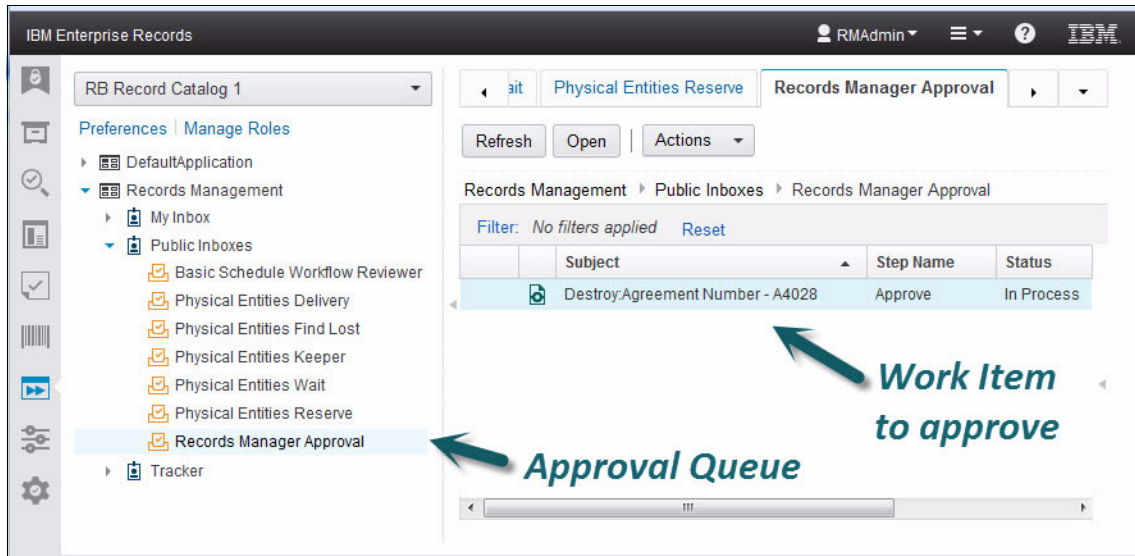 IBM Enterprise Records
RMAdmin
?
IBM
RB Record Catalog 1
Preferences | Manage Roles
DefaultApplication
Records Management
My Inbox
Public Inboxes
Basic Schedule Workflow Reviewer
Physical Entities Delivery
Physical Entities Find Lost
Physical Entities Keeper
Physical Entities Wait
Physical Entities Reserve
Records Manager Approval
Tracker
ait Physical Entities Reserve Records Manager Approval
Refresh Open | Actions
Records Management Public Inboxes Records Manager Approval
Filter: No filters applied Reset
Subject Step Name Status
Destroy:Agreement Number - A4028 Approve In Process
Work Item
to approve
Approval Queue